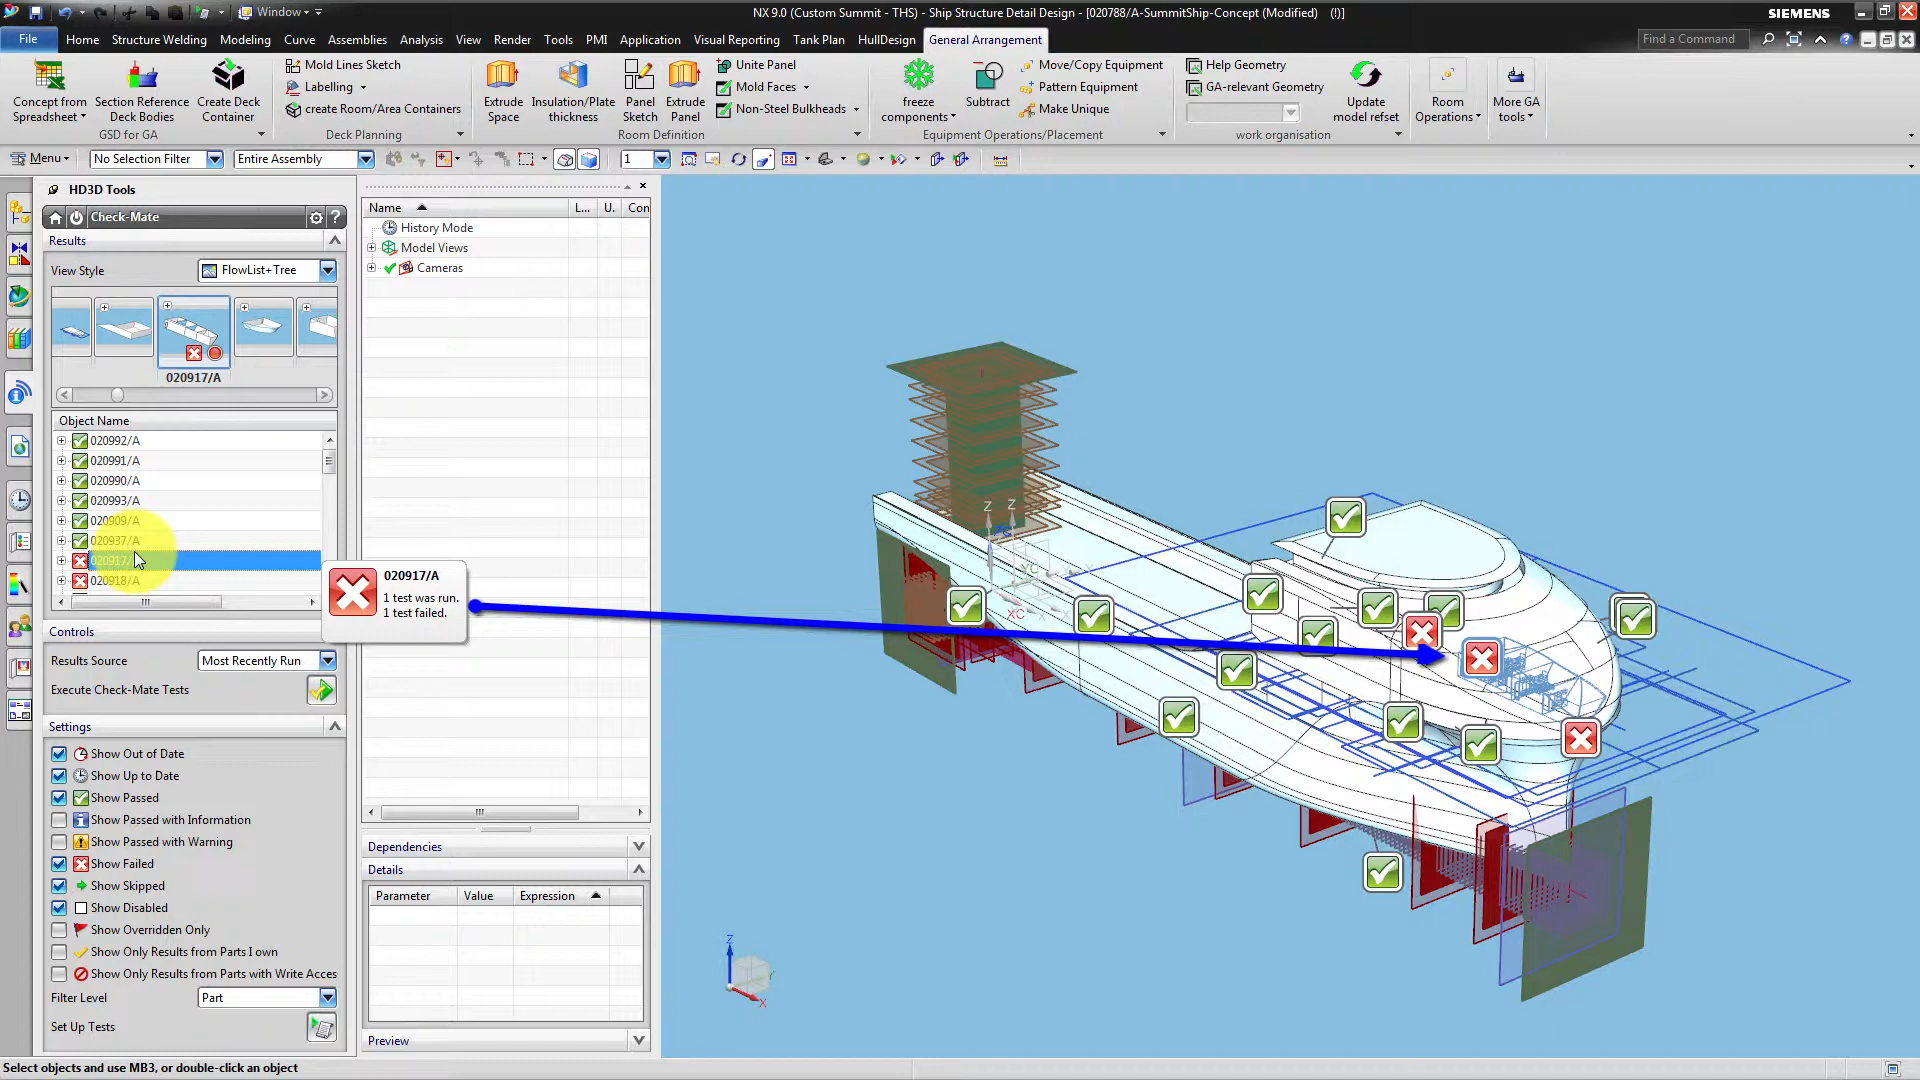 Window
NX 9.0 (Custom Summit - THS) - Ship Structure Detail Design - [020788/A-SummitShip-Concept (Modified) (!)]
SIEMENS
File Home Structure Welding Modeling Curve Assemblies Analysis View Render Tools PMI Application Visual Reporting Tank Plan HullDesign General Arrangement
Find a Command
Concept from Spreadsheet
Section Reference Deck Bodies
Create Deck Container
GSD for GA
Mold Lines Sketch
Labelling
create Room/Area Containers
Deck Planning
Extrude Space
Insulation/Plate thickness
Panel Sketch
Extrude Panel
Unite Panel
Mold Faces
Non-Steel Bulkheads
Room Definition
freeze components
Subtract
Move/Copy Equipment
Pattern Equipment
Make Unique
Equipment Operations/Placement
Help Geometry
GA-relevant Geometry
Update model refset
work organisation
Room Operations
More GA tools
Menu
No Selection Filter
Entire Assembly
1
HD3D Tools
Check-Mate
?
Results
View Style
FlowList+Tree
020917/A
Object Name
020992/A
020991/A
020990/A
020993/A
020909/A
020937/A
020917/
020918/A
Controls
Results Source
Most Recently Run
Execute Check-Mate Tests
Settings
Show Out of Date
Show Up to Date
Show Passed
Show Passed with Information
Show Passed with Warning
Show Failed
Show Skipped
Show Disabled
Show Overridden Only
Show Only Results from Parts I own
Show Only Results from Parts with Write Acces
Filter Level
Part
Set Up Tests
Name L... U. Con
History Mode
Model Views
Cameras
Dependencies
Details
Parameter Value Expression
Preview
020917/A
1 test was run.
1 test failed.
Z Z
YC
XC
X
Z
Y
X
Select objects and use MB3, or double-click an object